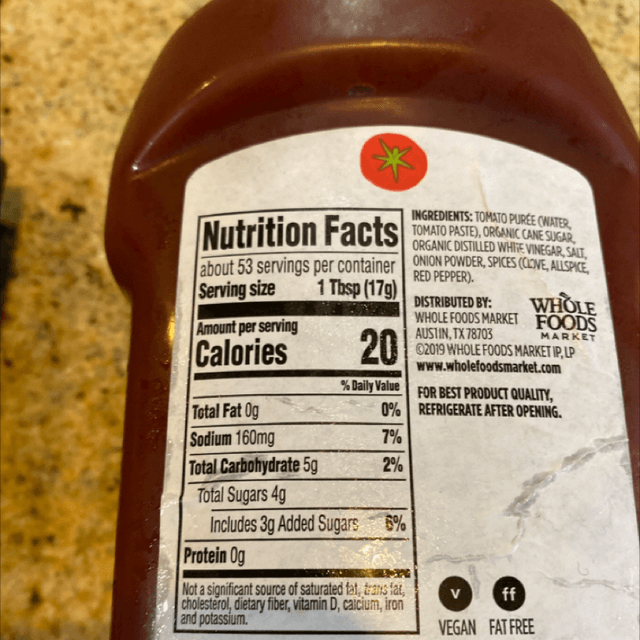 Nutrition Facts
about 53 servings per container
Serving size 1 Tbsp (17g)
Amount per serving
Calories 20
% Daily Value
Total Fat 0g 0%
Sodium 160mg 7%
Total Carbohydrate 5g 2%
Total Sugars 4g
Includes 3g Added Sugars 6%
Protein 0g
Not a significant source of saturated fat, trans fat,
cholesterol, dietary fiber, vitamin D, calcium, iron
and potassium.
INGREDIENTS: TOMATO PURÉE (WATER,
TOMATO PASTE), ORGANIC CANE SUGAR,
ORGANIC DISTILLED WHITE VINEGAR, SALT,
ONION POWDER, SPICES (CLOVE, ALLSPICE,
RED PEPPER).
DISTRIBUTED BY:
WHOLE FOODS MARKET
AUSTIN, TX 78703
©2019 WHOLE FOODS MARKET IP, LP
www.wholefoodsmarket.com
WHOLE
FOODS
MARKET
FOR BEST PRODUCT QUALITY,
REFRIGERATE AFTER OPENING.
V ff
VEGAN FAT FREE